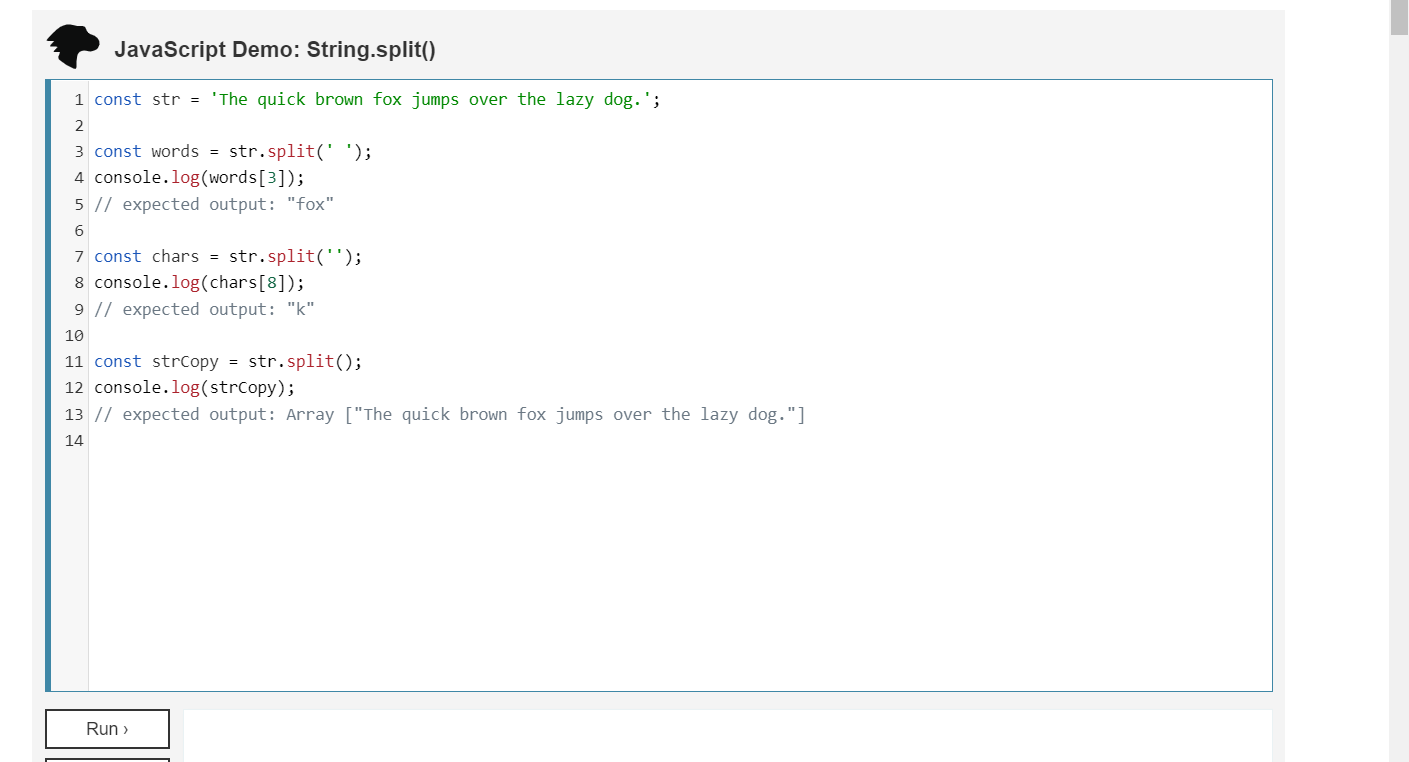 JavaScript Demo: String.split()
1 const str = 'The quick brown fox jumps over the lazy dog.';
2
3 const words = str.split(' ');
4 console.log(words[3]);
5 // expected output: "fox"
6
7 const chars = str.split('');
8 console.log(chars[8]);
9 // expected output: "k"
10
11 const strCopy = str.split();
12 console.log(strCopy);
13 // expected output: Array ["The quick brown fox jumps over the lazy dog."]
14
Run ›